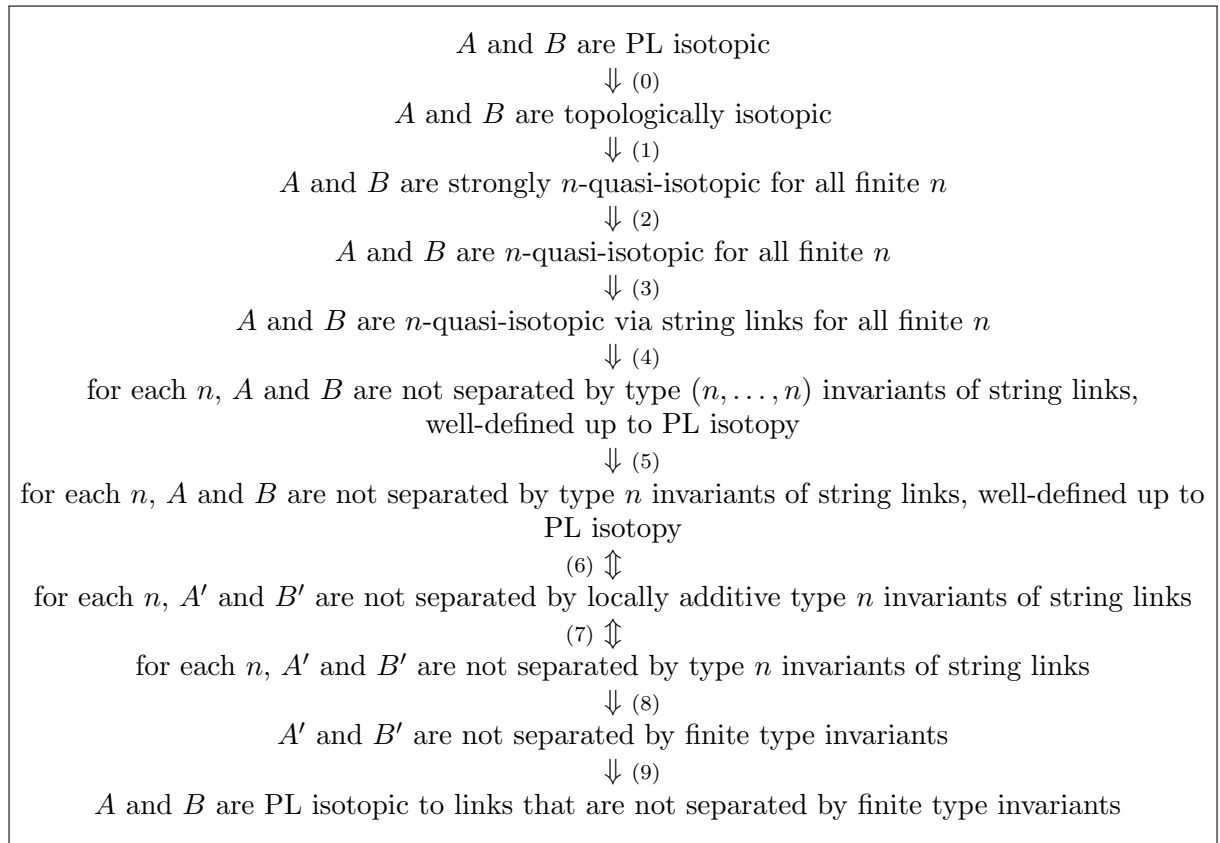 A and B are PL isotopic
⇓ (0)
A and B are topologically isotopic
⇓ (1)
A and B are strongly n-quasi-isotopic for all finite n
⇓ (2)
A and B are n-quasi-isotopic for all finite n
⇓ (3)
A and B are n-quasi-isotopic via string links for all finite n
⇓ (4)
for each n, A and B are not separated by type (n, . . . , n) invariants of string links,
well-defined up to PL isotopy
⇓ (5)
for each n, A and B are not separated by type n invariants of string links, well-defined up to
PL isotopy
(6) ⇕
for each n, A′ and B′ are not separated by locally additive type n invariants of string links
(7) ⇕
for each n, A′ and B′ are not separated by type n invariants of string links
⇓ (8)
A′ and B′ are not separated by finite type invariants
⇓ (9)
A and B are PL isotopic to links that are not separated by finite type invariants